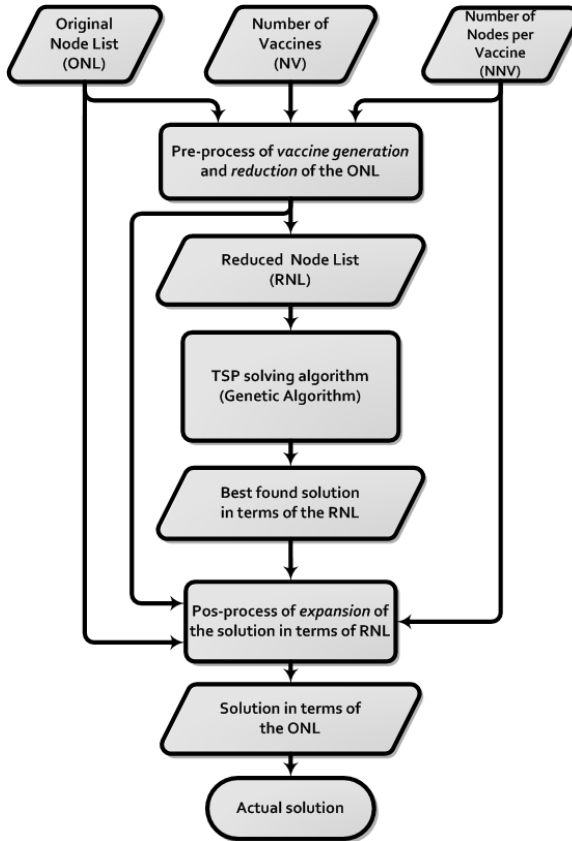 Original
Node List
(ONL)
Number of
Vaccines
(NV)
Number of
Nodes per
Vaccine
(NNV)
Pre-process of vaccine generation
and reduction of the ONL
Reduced Node List
(RNL)
TSP solving algorithm
(Genetic Algorithm)
Best found solution
in terms of the RNL
Pos-process of expansion of
the solution in terms of RNL
Solution in terms of
the ONL
Actual solution